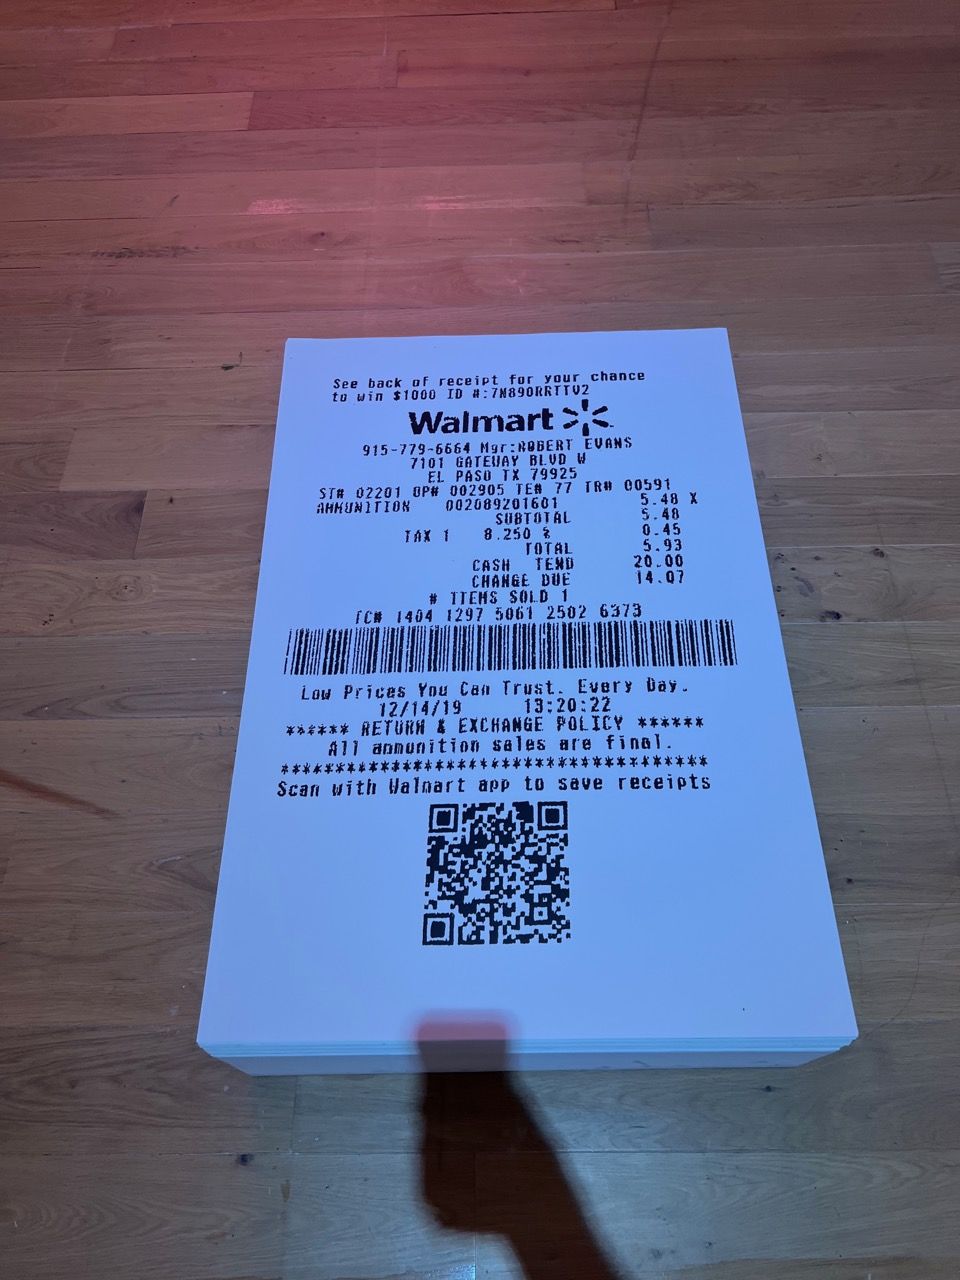 See back of receipt for your chance
to win $1000 ID #:7N890RRTTV2
Walmart
915-779-6664 Mgr:ROBERT EVANS
7101 GATEWAY BLVD W
EL PASO TX 79925
ST# 02201 OP# 002905 TE# 77 TR# 00591
AMMUNITION 002089201601 5.48 X
SUBTOTAL 5.48
TAX 1 8.250 % 0.45
TOTAL 5.93
CASH TEND 20.00
CHANGE DUE 14.07
# ITEMS SOLD 1
TC# 1404 1297 5061 2502 6373
Low Prices You Can Trust. Every Day.
12/14/19 13:20:22
****** RETURN & EXCHANGE POLICY ******
All ammunition sales are final.
***************************************
Scan with Walmart app to save receipts